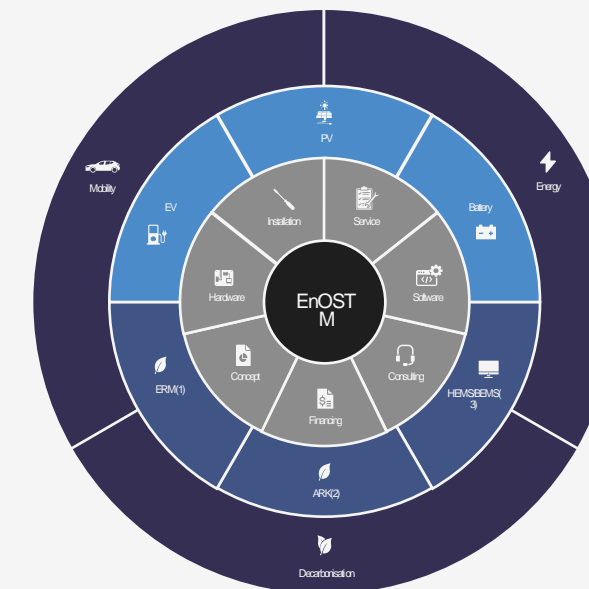 PV
Mobility
Energy
EV
Battery
Installation
Service
Hardware
Software
EnOST
M
Concept
Consulting
ERM(1)
HEMS/BEMS(
3)
Financing
ARK(2)
Decarbonisation